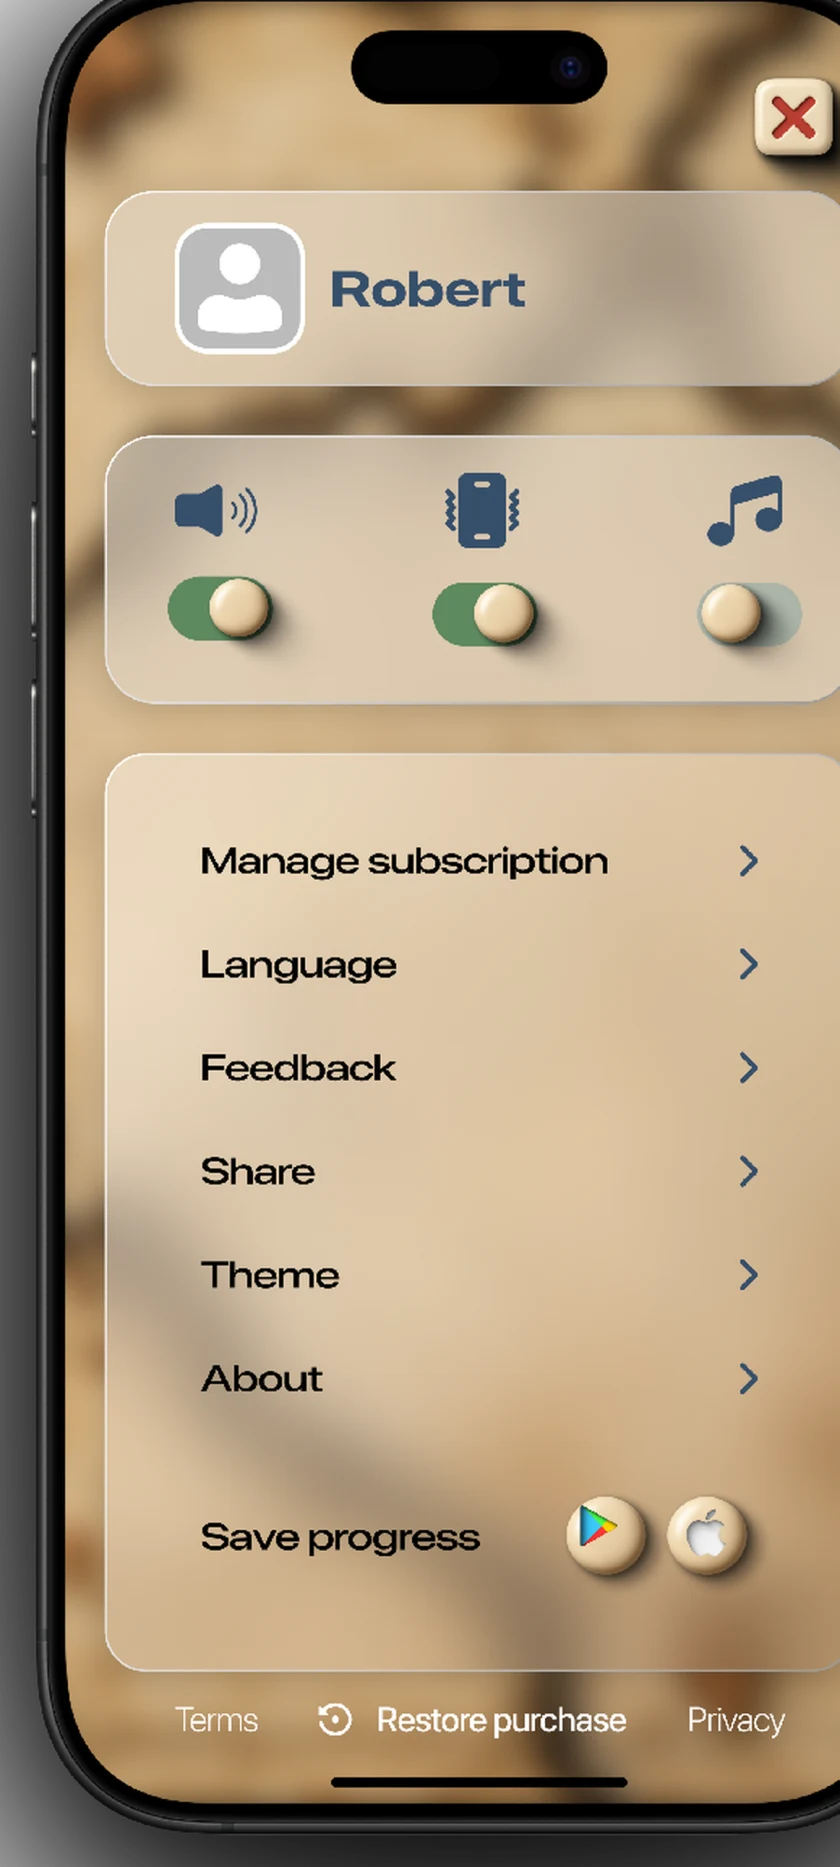 Robert
Manage subscription
Language
Feedback
Share
Theme
About
Save progress
Terms Restore purchase Privacy